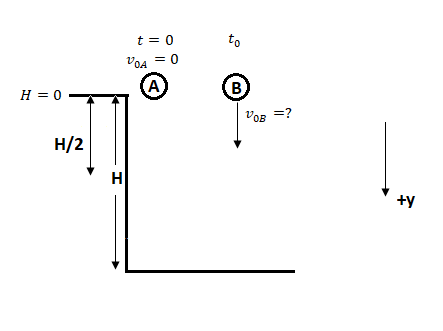 t = 0
t₀
v₀A = 0
A
B
H = 0
v₀B =?
H/2
H
+y